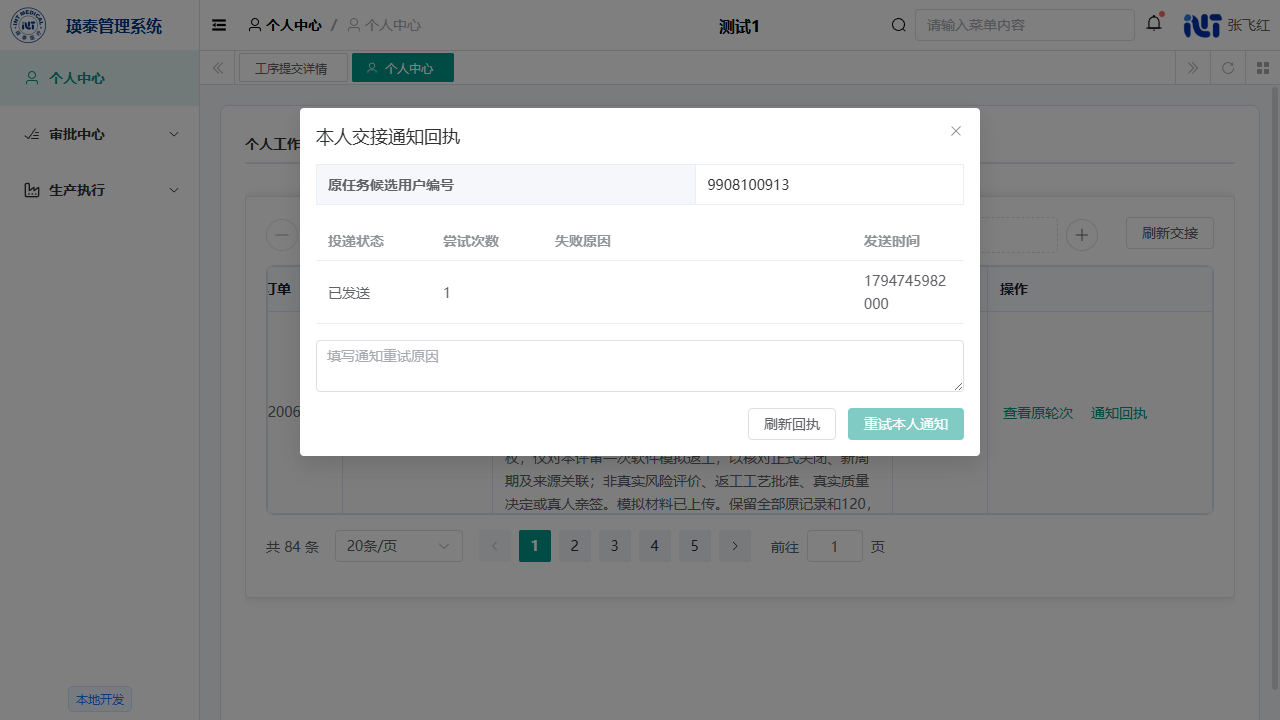 瑛泰管理系统
个人中心 / 个人中心
测试1
请输入菜单内容
张飞红
个人中心
审批中心
生产执行
本地开发
工序提交详情
个人中心
个人工作
刷新交接
订单
操作
2006
查看原轮次 通知回执
权，仅对本评审一次软件模拟返工，以核对正式关闭、新周
期及来源关联；非真实风险评价、返工工艺批准、真实质量
决定或真人亲签。模拟材料已上传。保留全部原记录和120，
共 84 条 20条/页 1 2 3 4 5 前往 1 页
本人交接通知回执
原任务候选用户编号 9908100913
投递状态 尝试次数 失败原因 发送时间
已发送 1 1794745982
000
填写通知重试原因
刷新回执 重试本人通知